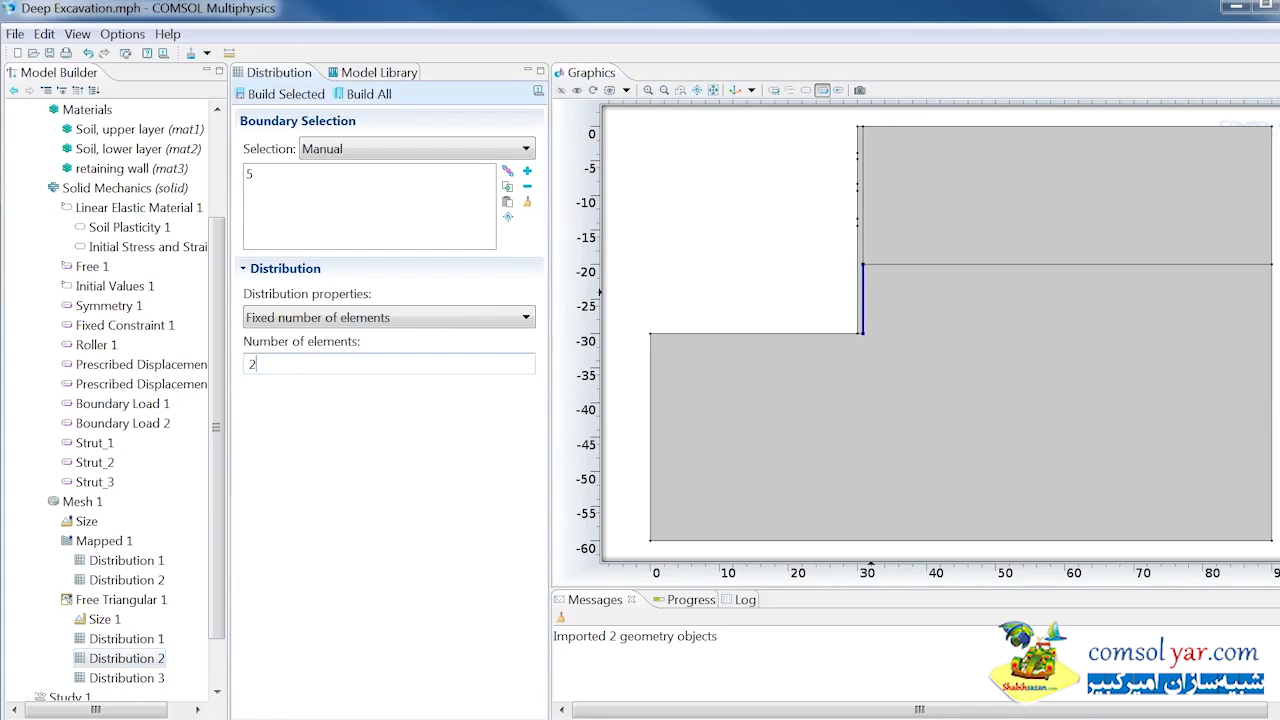 Deep Excavation.mph - COMSOL Multiphysics
File Edit View Options Help
Model Builder
Materials
Soil, upper layer (mat1)
Soil, lower layer (mat2)
retaining wall (mat3)
Solid Mechanics (solid)
Linear Elastic Material 1
Soil Plasticity 1
Initial Stress and Strai
Free 1
Initial Values 1
Symmetry 1
Fixed Constraint 1
Roller 1
Prescribed Displacemen
Prescribed Displacemen
Boundary Load 1
Boundary Load 2
Strut_1
Strut_2
Strut_3
Mesh 1
Size
Mapped 1
Distribution 1
Distribution 2
Free Triangular 1
Size 1
Distribution 1
Distribution 2
Distribution 3
Study 1
Distribution Model Library
Build Selected Build All
Boundary Selection
Selection: Manual
5
Distribution
Distribution properties:
Fixed number of elements
Number of elements:
2
Graphics
0
-5
-10
-15
-20
-25
-30
-35
-40
-45
-50
-55
-60
0 10 20 30 40 50 60 70 80 9
Messages Progress Log
Imported 2 geometry objects
Shabihsazan.com
comsolyar.com
شبیه‌سازان امیرکبیر